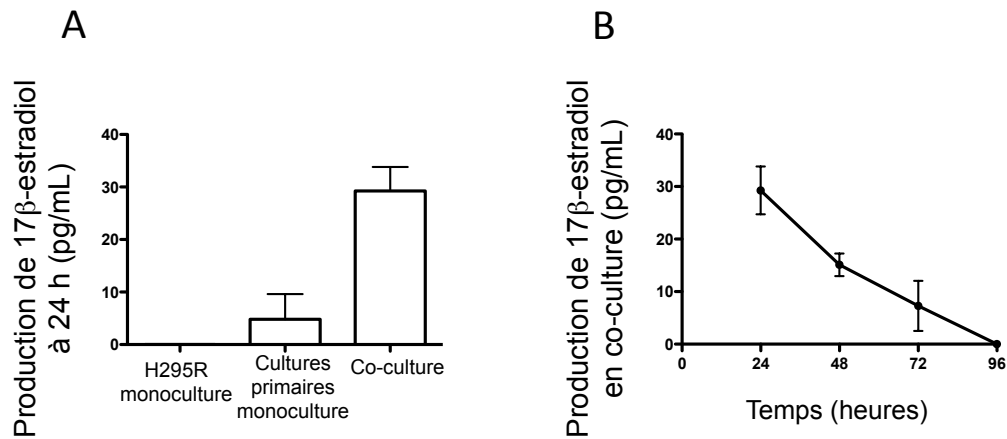 A
Production de 17β-estradiol
à 24 h (pg/mL)
40
30
20
10
0
H295R
monoculture
Cultures
primaires
monoculture
Co-culture
B
Production de 17β-estradiol
en co-culture (pg/mL)
40
30
20
10
0
0 24 48 72 96
Temps (heures)